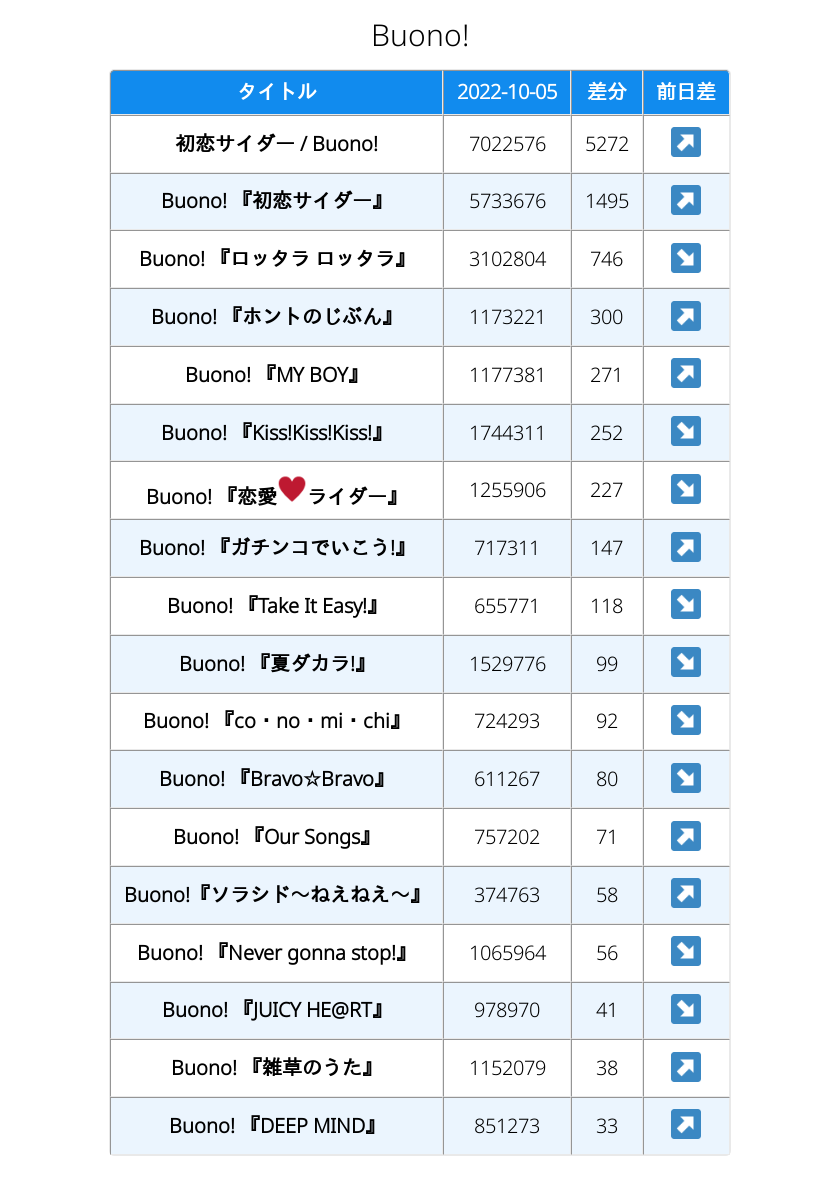 Buono!
タイトル 2022-10-05 差分 前日差
初恋サイダー / Buono! 7022576 5272 ↗
Buono! 『初恋サイダー』 5733676 1495 ↗
Buono! 『ロッタラ ロッタラ』 3102804 746 ↘
Buono! 『ホントのじぶん』 1173221 300 ↗
Buono! 『MY BOY』 1177381 271 ↗
Buono! 『Kiss!Kiss!Kiss!』 1744311 252 ↘
Buono! 『恋愛♥ライダー』 1255906 227 ↘
Buono! 『ガチンコでいこう!』 717311 147 ↗
Buono! 『Take It Easy!』 655771 118 ↘
Buono! 『夏ダカラ!』 1529776 99 ↘
Buono! 『co・no・mi・chi』 724293 92 ↘
Buono! 『Bravo☆Bravo』 611267 80 ↘
Buono! 『Our Songs』 757202 71 ↗
Buono!『ソラシド〜ねえねえ〜』 374763 58 ↗
Buono! 『Never gonna stop!』 1065964 56 ↘
Buono! 『JUICY HE@RT』 978970 41 ↘
Buono! 『雑草のうた』 1152079 38 ↗
Buono! 『DEEP MIND』 851273 33 ↗